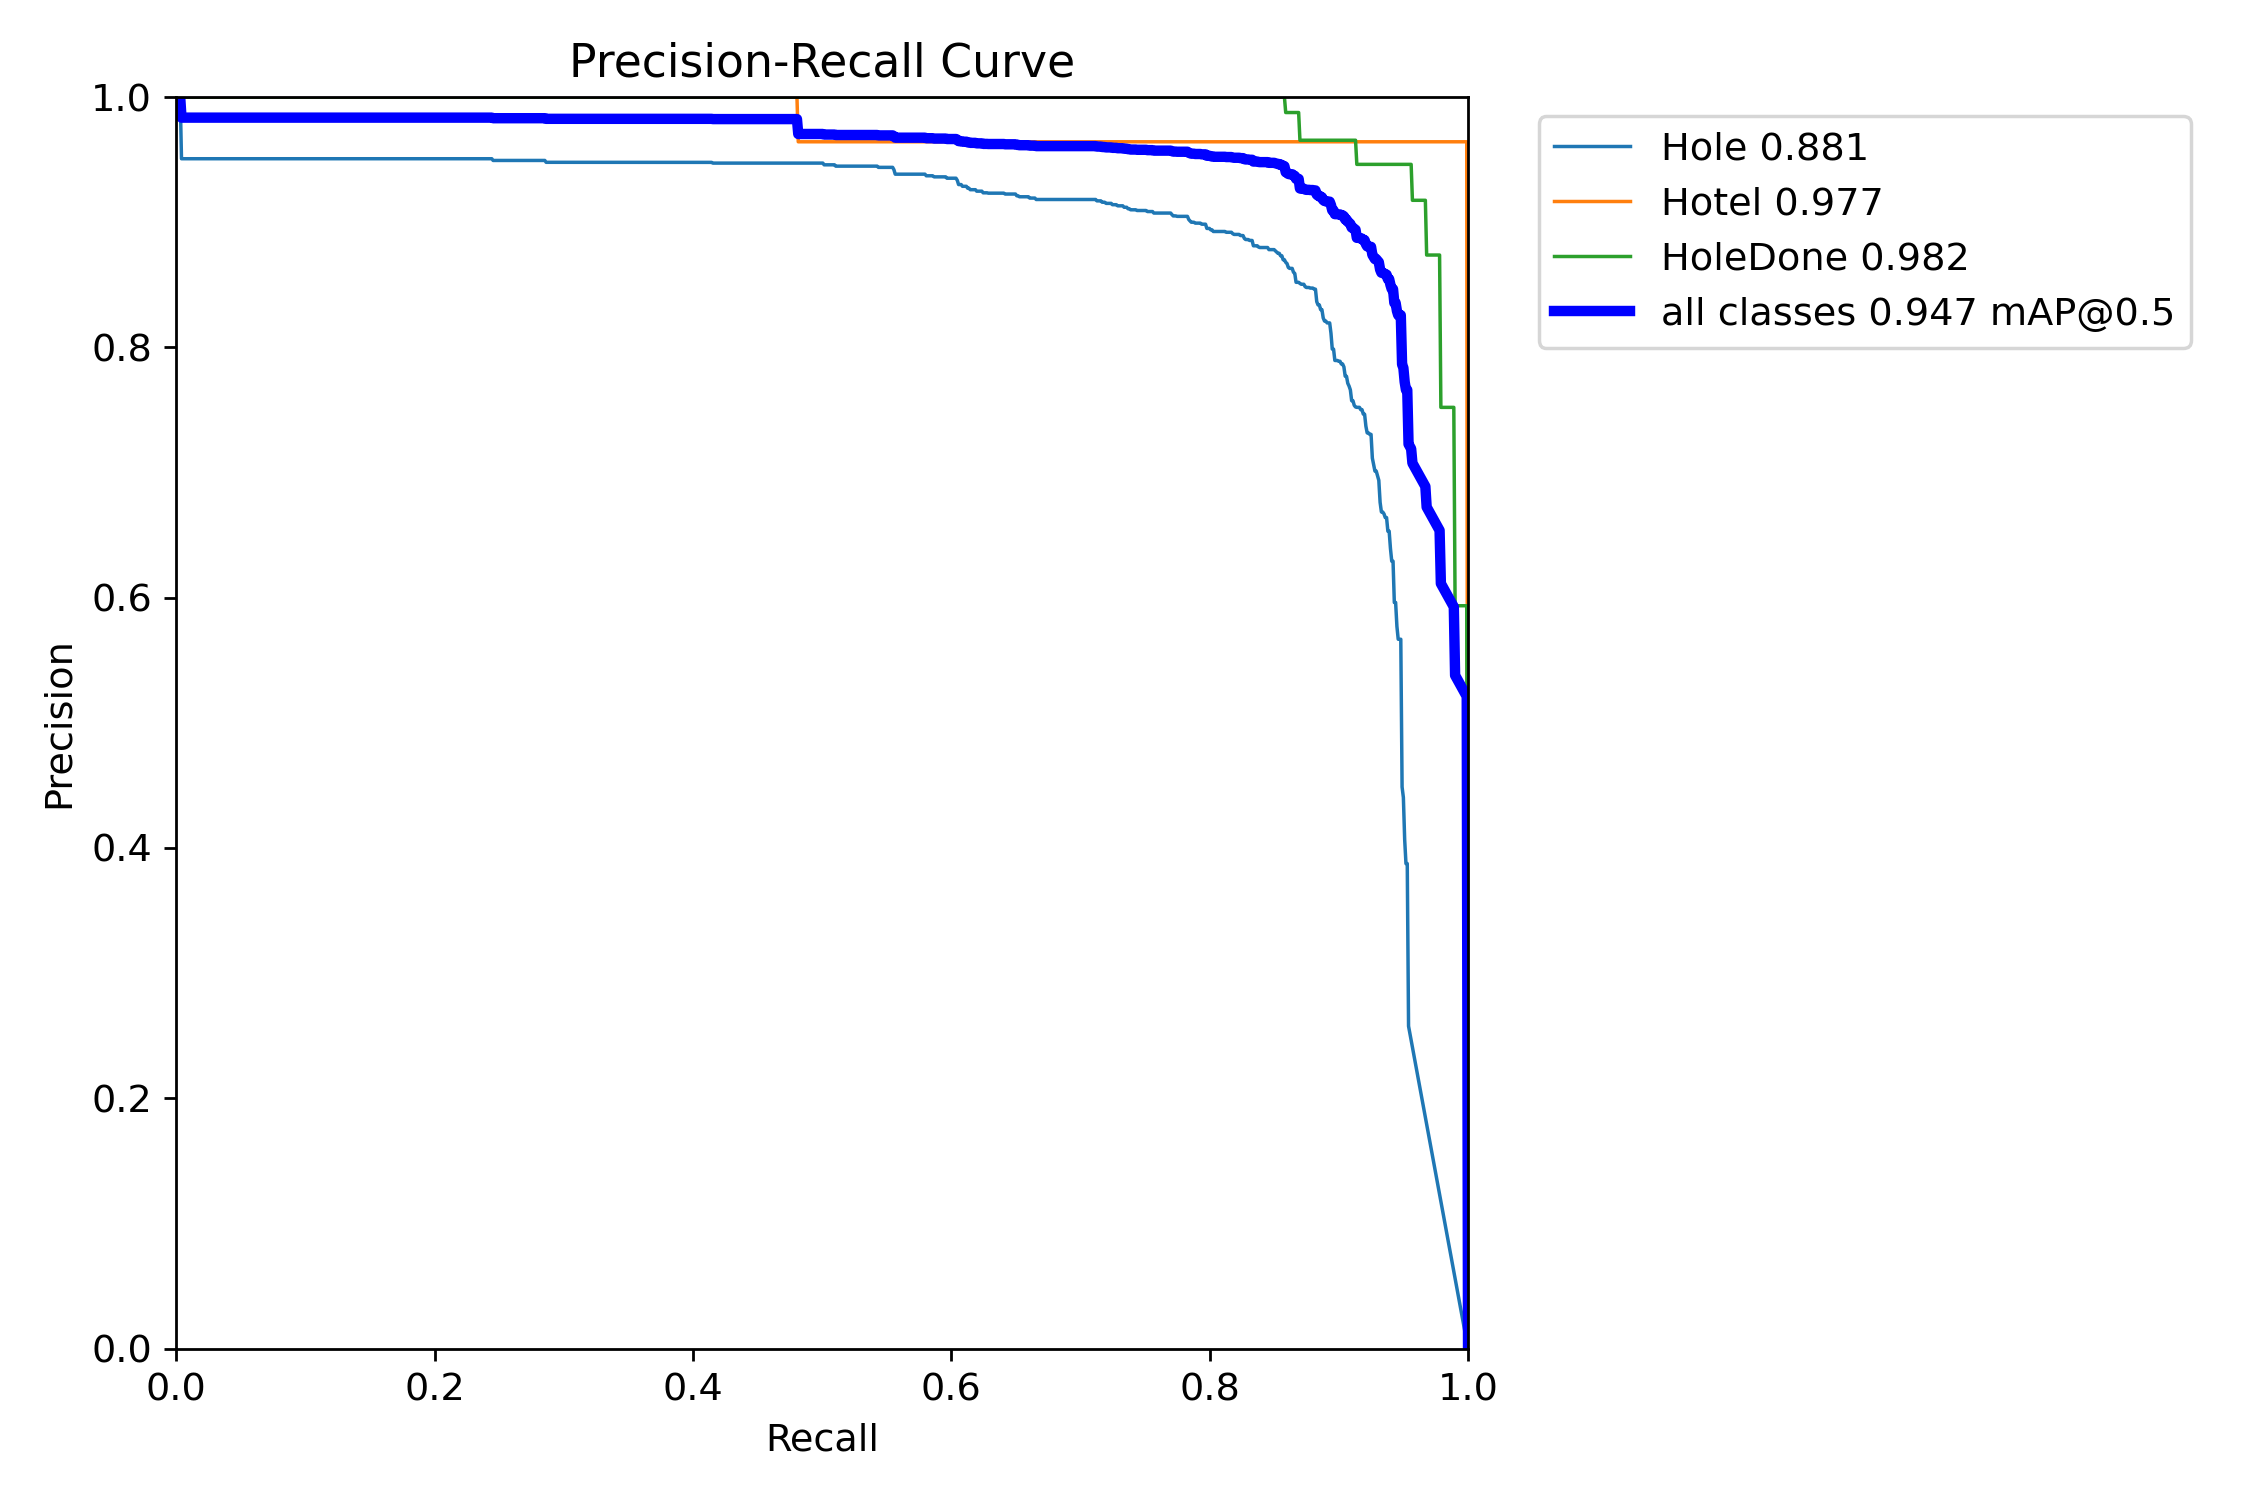 Precision-Recall Curve
1.0
0.8
0.6
0.4
0.2
0.0
Precision
0.0 0.2 0.4 0.6 0.8 1.0
Recall
Hole 0.881
Hotel 0.977
HoleDone 0.982
all classes 0.947 mAP@0.5